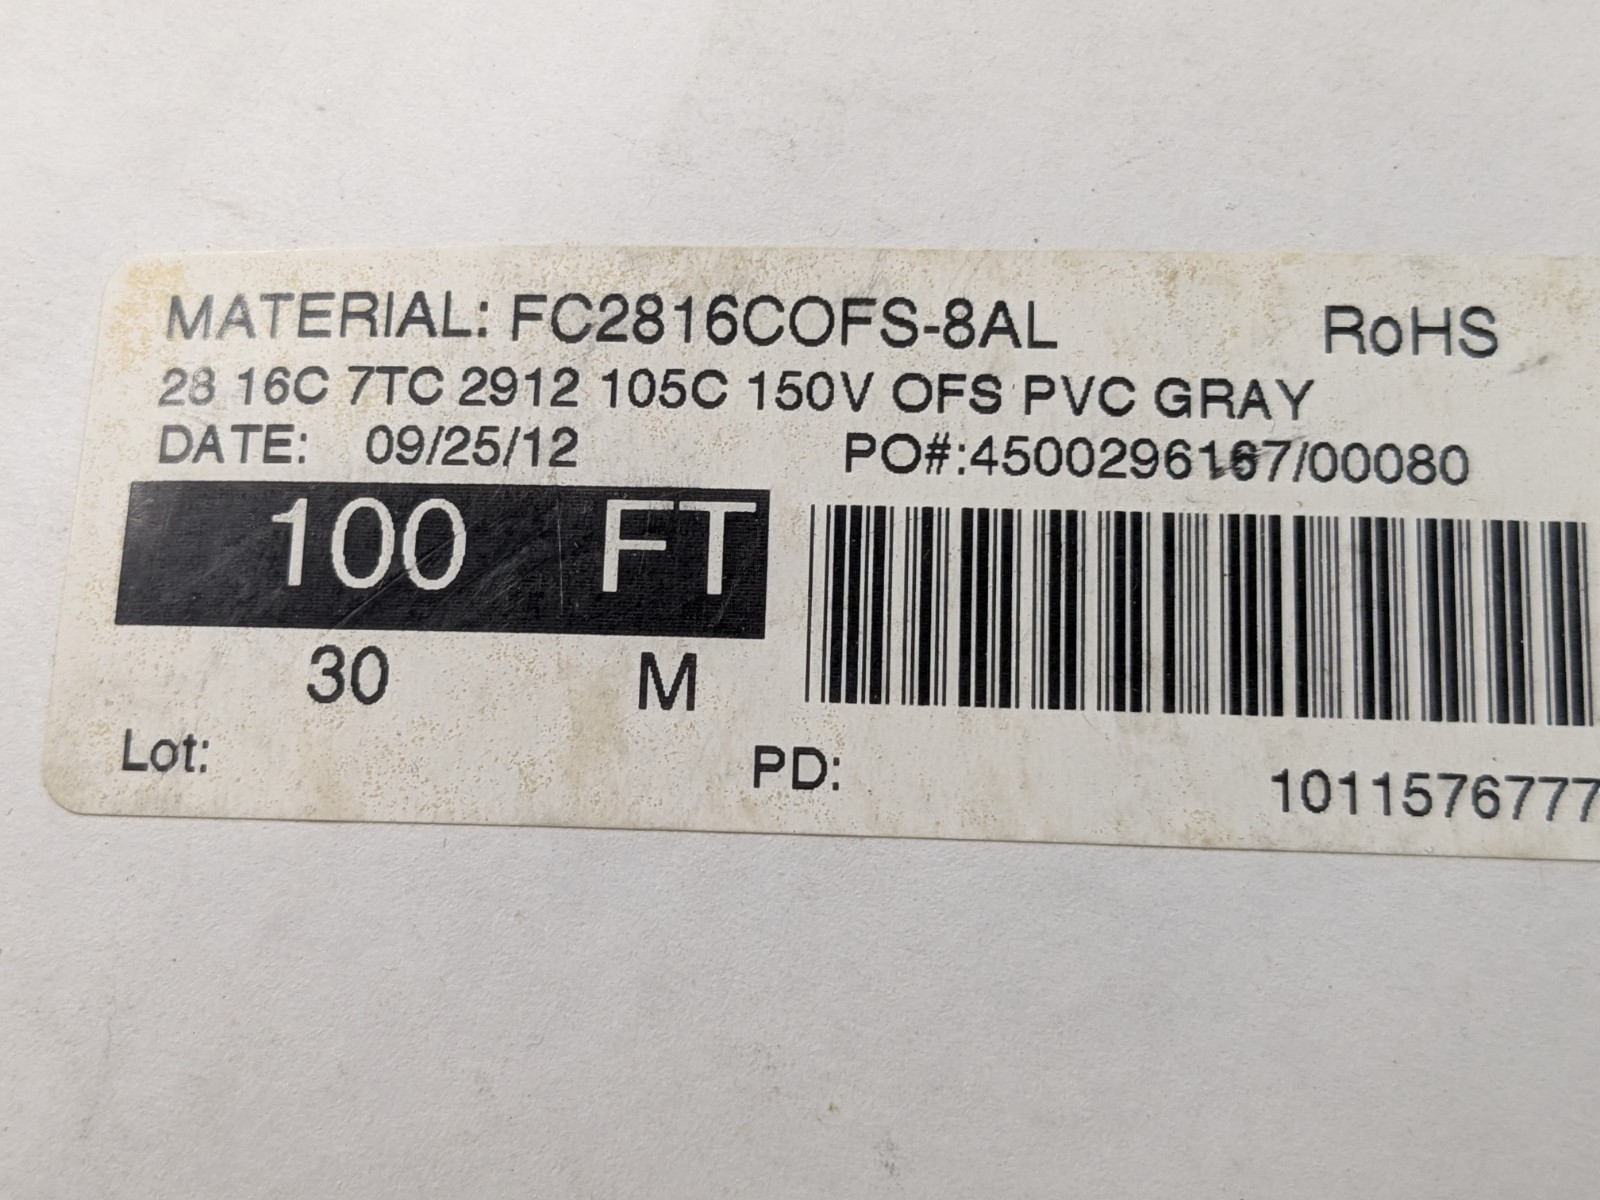 MATERIAL: FC2816COFS-8AL RoHS
28 16C 7TC 2912 105C 150V OFS PVC GRAY
DATE: 09/25/12 PO#:4500296167/00080
100 FT
30 M
Lot: PD: 1011576777